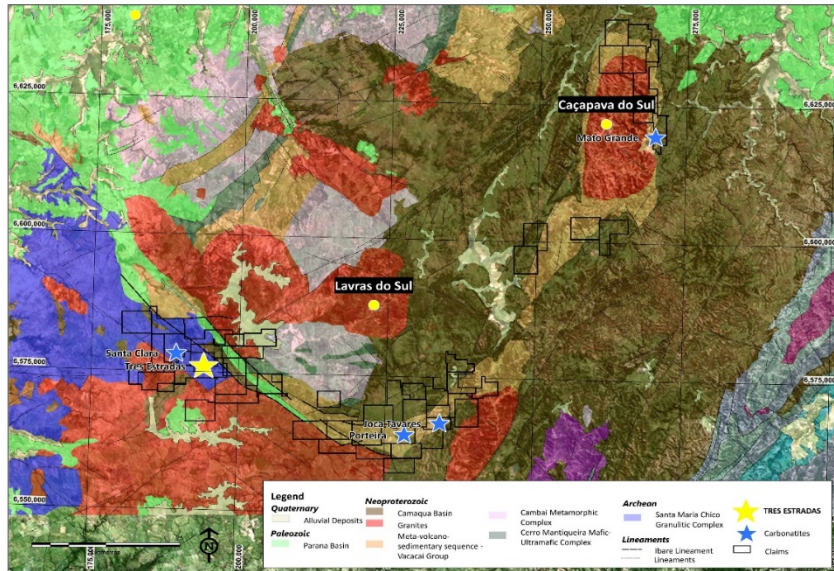 175,000
200,000
225,000
250,000
275,000
6,625,000
6,625,000
Caçapava do Sul
Mato Grande
6,600,000
6,600,000
Lavras do Sul
Santa Clara
Tres Estradas
6,575,000
6,575,000
Joca Tavares
Porteira
6,550,000
175,000
200,000
Legend
Quaternary
Alluvial Deposits
Paleozoic
Parana Basin
Neoproterozoic
Camaqua Basin
Granites
Meta-volcano-
sedimentary sequence -
Vacacai Group
Cambai Metamorphic
Complex
Cerro Mantiqueira Mafic-
Ultramafic Complex
Archean
Santa Maria Chico
Granulitic Complex
Lineaments
Ibare Lineament
Lineaments
TRES ESTRADAS
Carbonatites
Claims
N